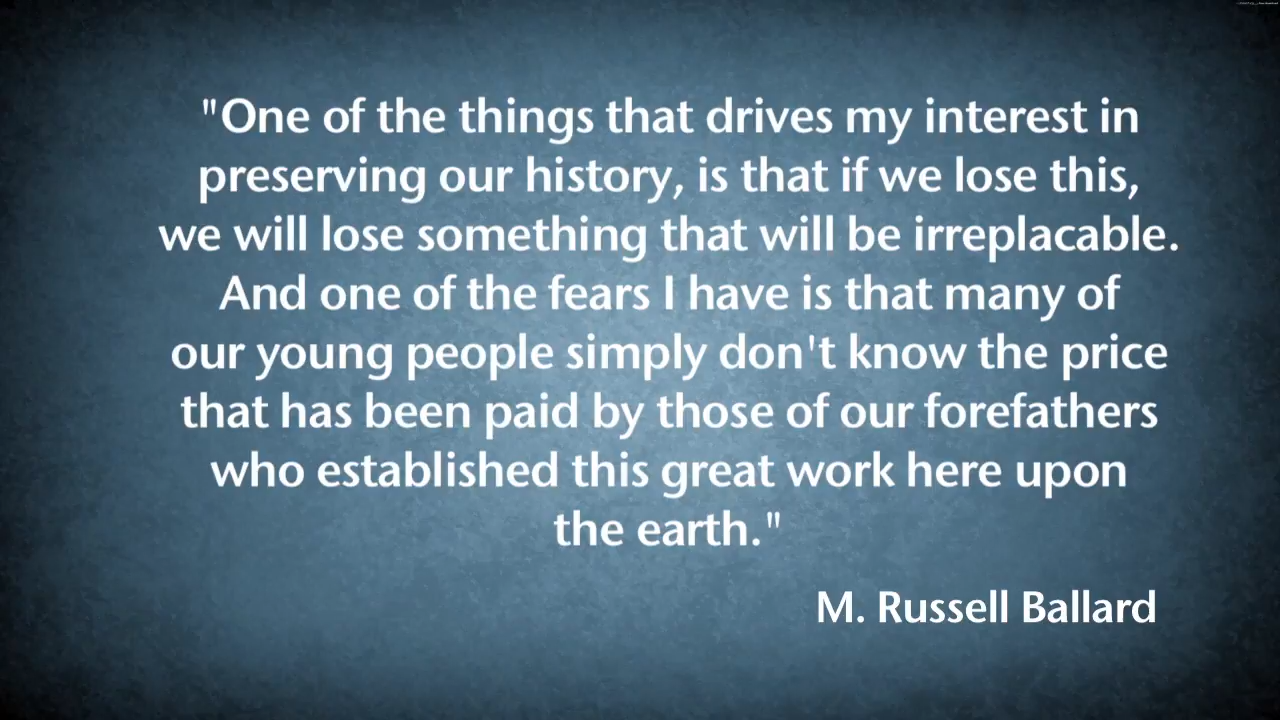 "One of the things that drives my interest in
preserving our history, is that if we lose this,
we will lose something that will be irreplacable.
And one of the fears I have is that many of
our young people simply don't know the price
that has been paid by those of our forefathers
who established this great work here upon
the earth."
M. Russell Ballard